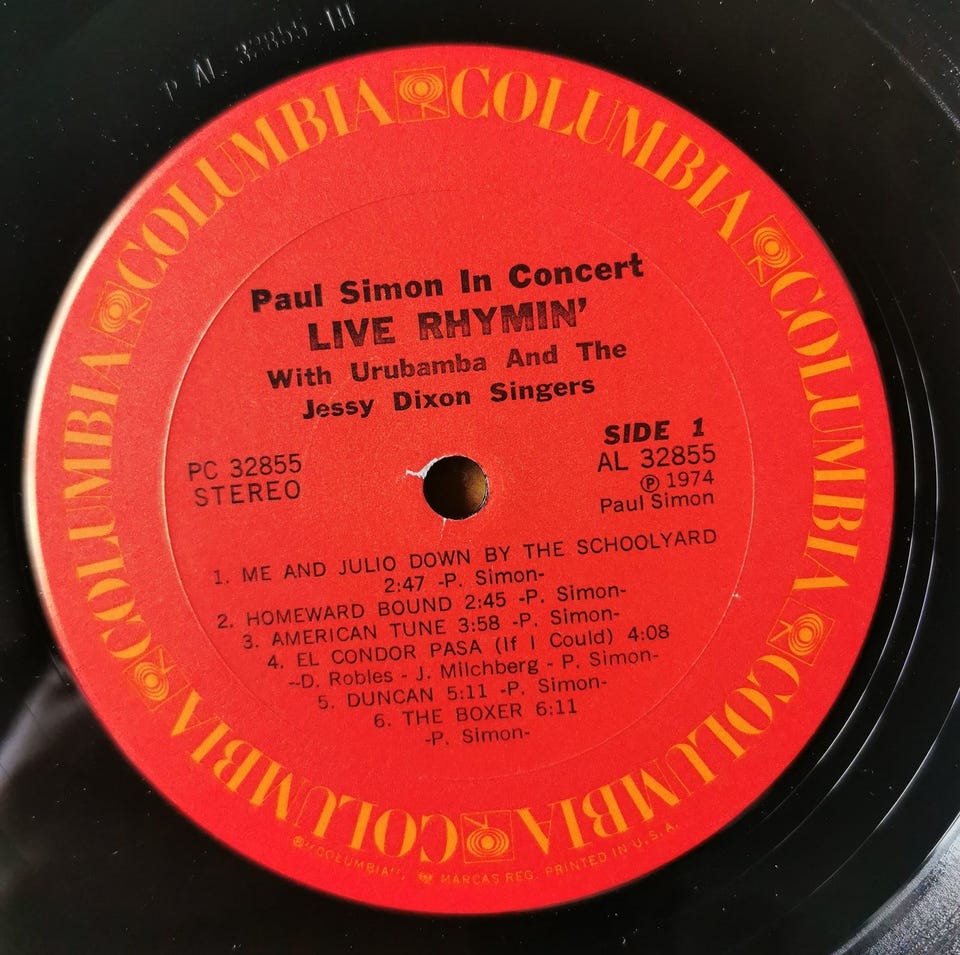 P AL 32855 1H
COLUMBIA COLUMBIA COLUMBIA COLUMBIA COLUMBIA COLUMBIA
Paul Simon In Concert
LIVE RHYMIN'
With Urubamba And The
Jessy Dixon Singers
PC 32855
STEREO
SIDE 1
AL 32855
Ⓟ 1974
Paul Simon
1. ME AND JULIO DOWN BY THE SCHOOLYARD
2:47 -P. Simon-
2. HOMEWARD BOUND 2:45 -P. Simon-
3. AMERICAN TUNE 3:58 -P. Simon-
4. EL CONDOR PASA (If I Could) 4:08
--D. Robles - J. Milchberg - P. Simon-
5. DUNCAN 5:11 -P. Simon-
6. THE BOXER 6:11
-P. Simon-
® "COLUMBIA", MARCAS REG. PRINTED IN U.S.A.